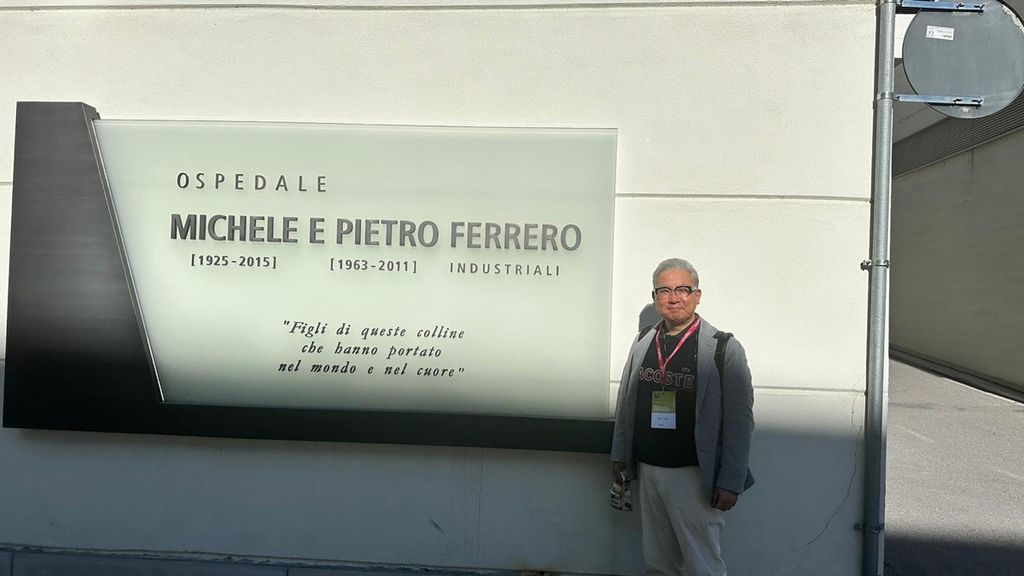 OSPEDALE
MICHELE E PIETRO FERRERO
[1925-2015] [1963-2011] INDUSTRIALI
"Figli di queste colline
che hanno portato
nel mondo e nel cuore"